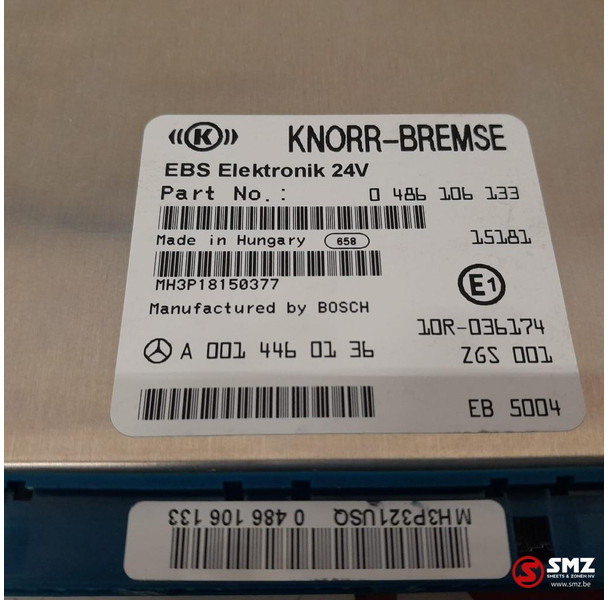 K KNORR-BREMSE
EBS Elektronik 24V
Part No.: 0 486 106 133
Made in Hungary 658 15181
MH3P18150377
E1
Manufactured by BOSCH
10R-036174
A 001 446 01 36 ZGS 001
EB 5004
MH3P321USQ 0 486 106 133
SMZ
SHEETS & ZONEN NV
www.smz.be